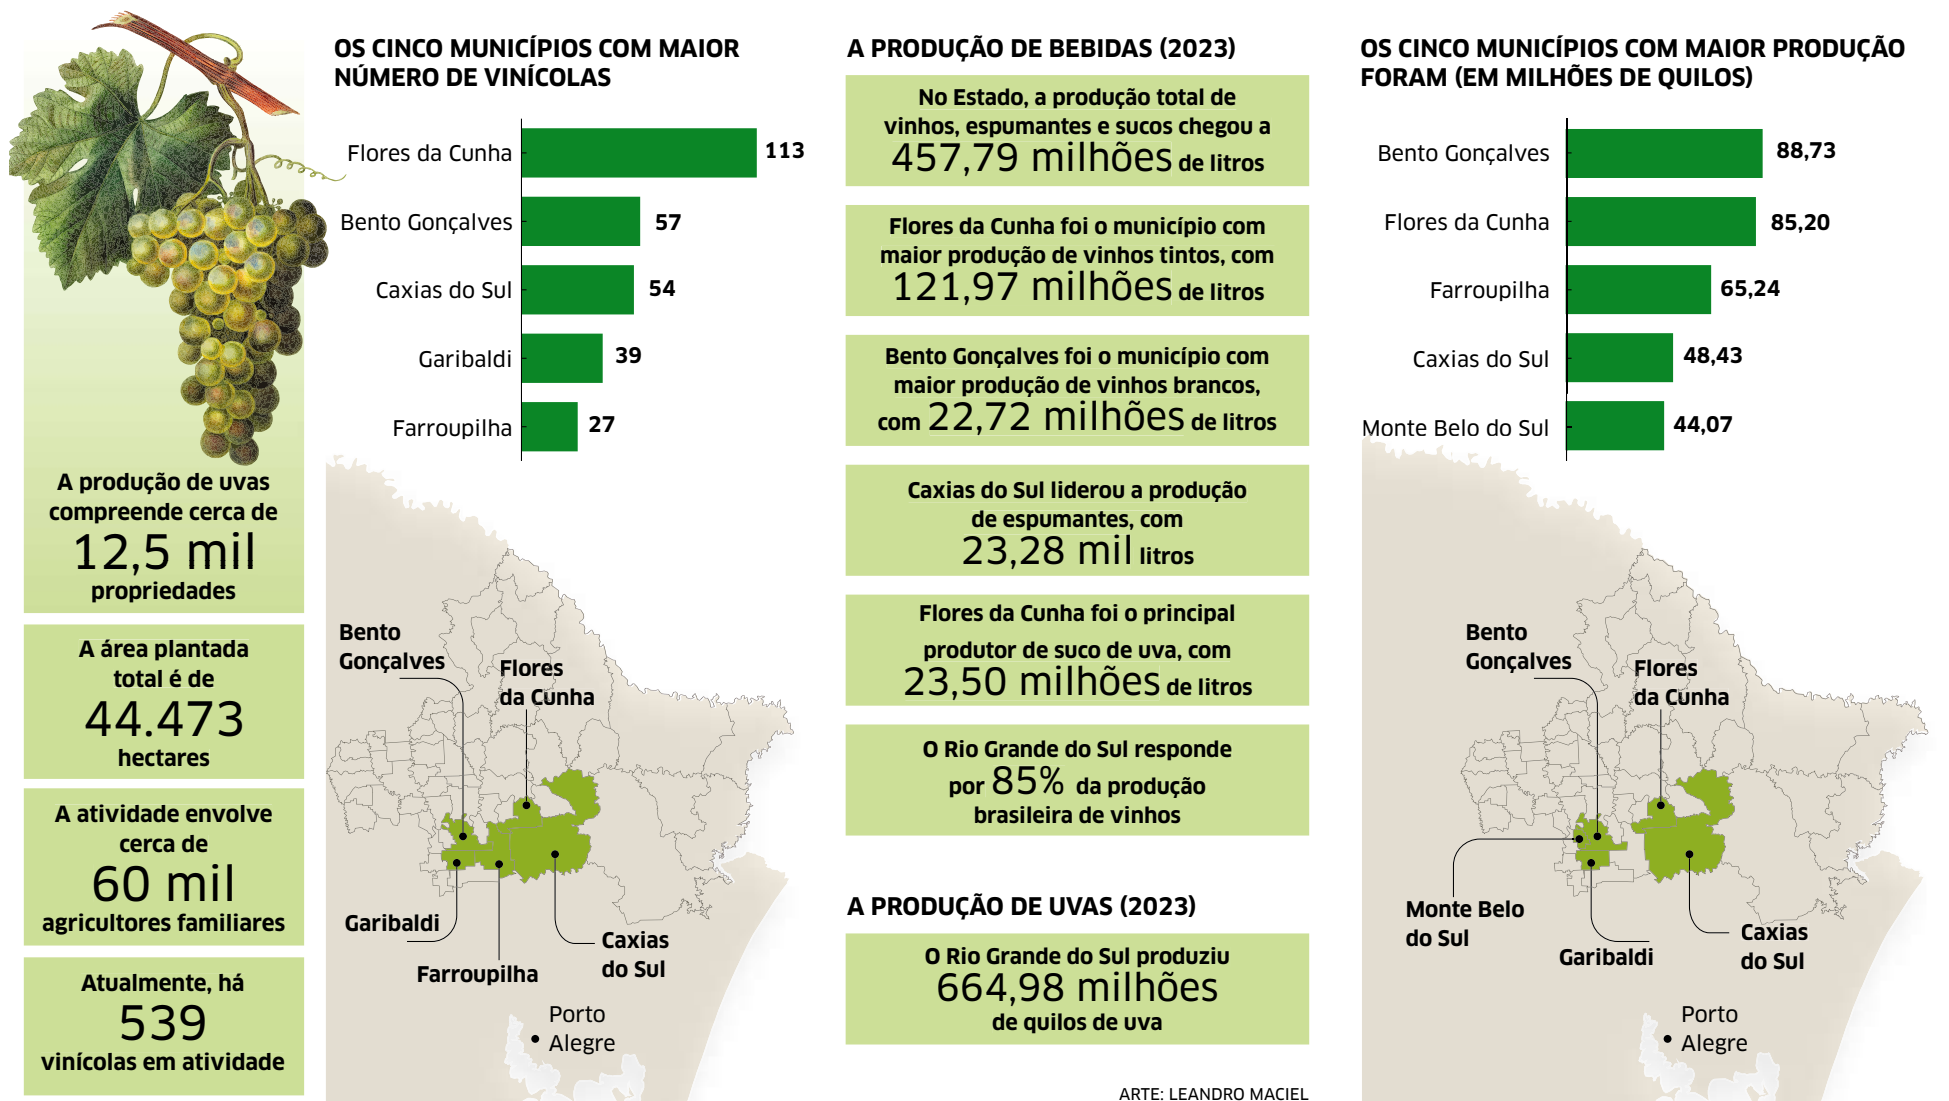 A produção de uvas
compreende cerca de
12,5 mil
propriedades
A área plantada
total é de
44.473
hectares
A atividade envolve
cerca de
60 mil
agricultores familiares
Atualmente, há
539
vinícolas em atividade
OS CINCO MUNICÍPIOS COM MAIOR
NÚMERO DE VINÍCOLAS
Flores da Cunha 113
Bento Gonçalves 57
Caxias do Sul 54
Garibaldi 39
Farroupilha 27
Bento
Gonçalves
Flores
da Cunha
Garibaldi
Farroupilha
Caxias
do Sul
Porto
Alegre
A PRODUÇÃO DE BEBIDAS (2023)
No Estado, a produção total de
vinhos, espumantes e sucos chegou a
457,79 milhões de litros
Flores da Cunha foi o município com
maior produção de vinhos tintos, com
121,97 milhões de litros
Bento Gonçalves foi o município com
maior produção de vinhos brancos,
com 22,72 milhões de litros
Caxias do Sul liderou a produção
de espumantes, com
23,28 mil litros
Flores da Cunha foi o principal
produtor de suco de uva, com
23,50 milhões de litros
O Rio Grande do Sul responde
por 85% da produção
brasileira de vinhos
A PRODUÇÃO DE UVAS (2023)
O Rio Grande do Sul produziu
664,98 milhões
de quilos de uva
ARTE: LEANDRO MACIEL
OS CINCO MUNICÍPIOS COM MAIOR PRODUÇÃO
FORAM (EM MILHÕES DE QUILOS)
Bento Gonçalves 88,73
Flores da Cunha 85,20
Farroupilha 65,24
Caxias do Sul 48,43
Monte Belo do Sul 44,07
Bento
Gonçalves
Flores
da Cunha
Monte Belo
do Sul
Garibaldi
Caxias
do Sul
Porto
Alegre